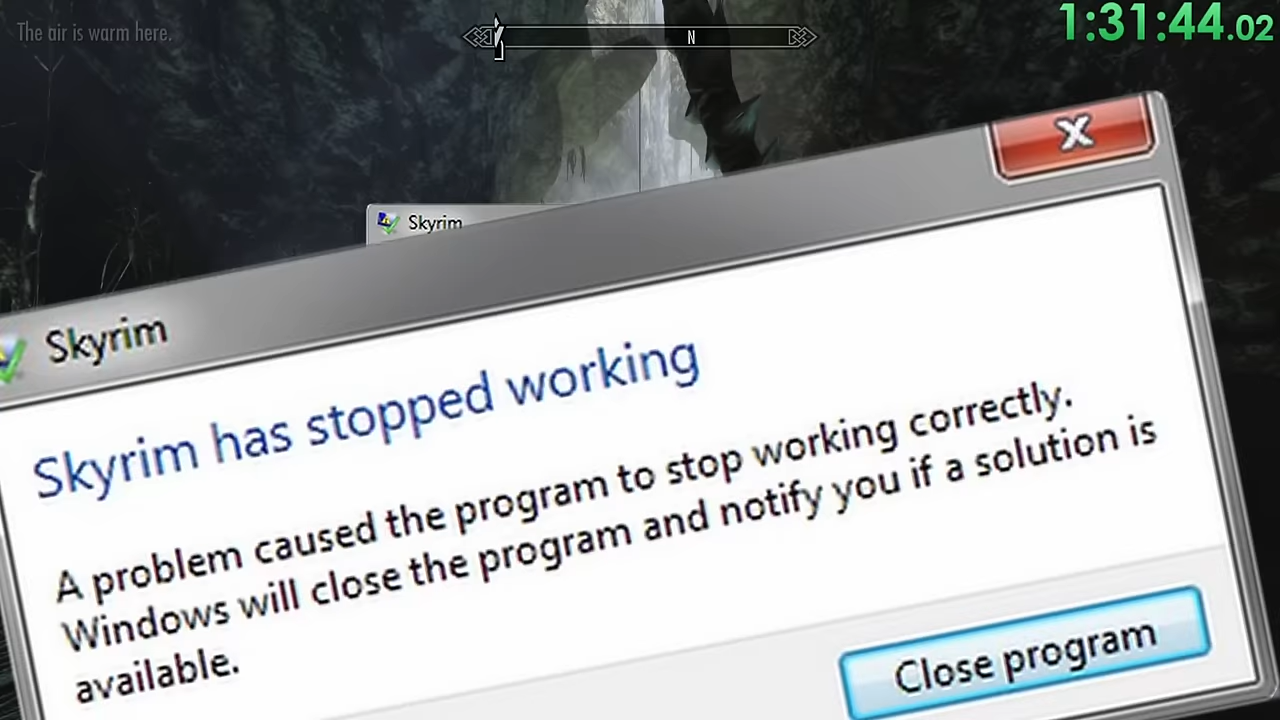 The air is warm here.
N
1:31:44.02
Skyrim
Skyrim
Skyrim has stopped working
A problem caused the program to stop working correctly.
Windows will close the program and notify you if a solution is
available.
Close program